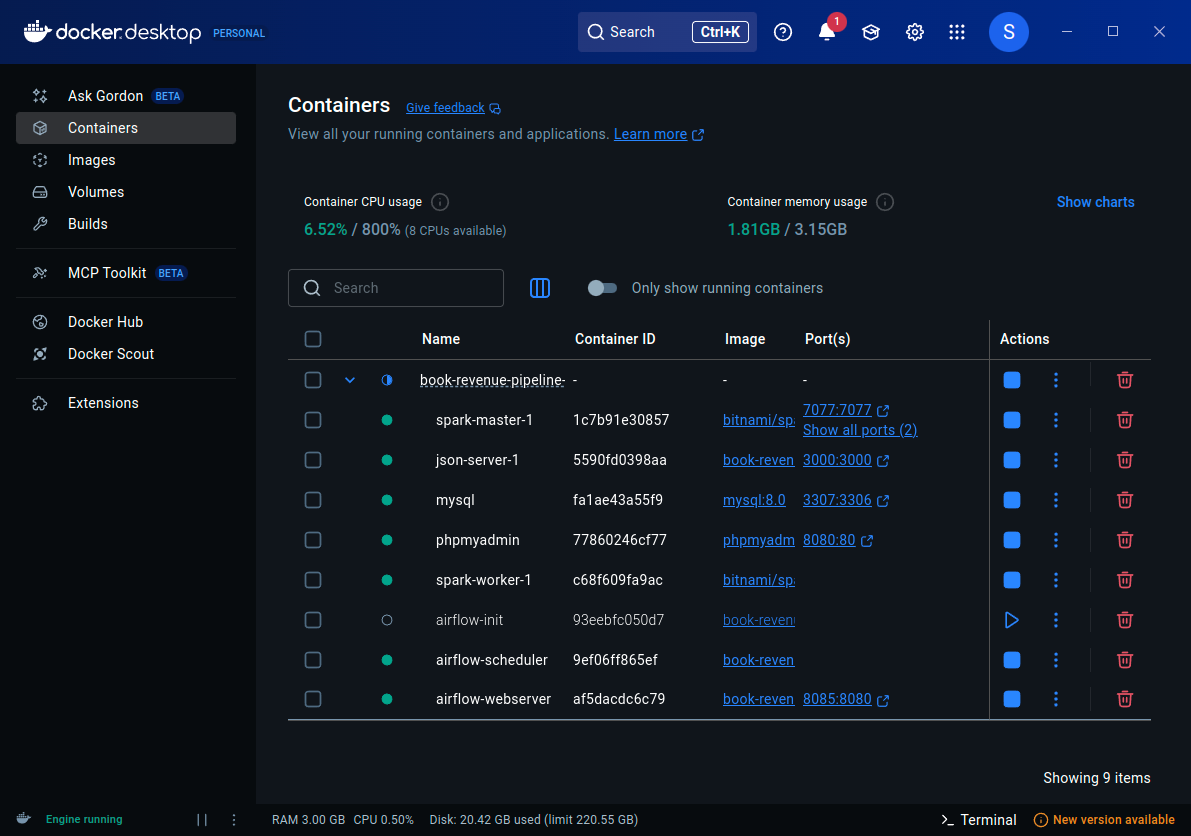 docker.desktop PERSONAL
Search Ctrl+K
1
S
Ask Gordon BETA
Containers
Images
Volumes
Builds
MCP Toolkit BETA
Docker Hub
Docker Scout
Extensions
Containers Give feedback
View all your running containers and applications. Learn more
Container CPU usage
6.52% / 800% (8 CPUs available)
Container memory usage
1.81GB / 3.15GB
Show charts
Search
Only show running containers
Name Container ID Image Port(s) Actions
book-revenue-pipeline- - - -
spark-master-1 1c7b91e30857 bitnami/spa 7077:7077
Show all ports (2)
json-server-1 5590fd0398aa book-reven 3000:3000
mysql fa1ae43a55f9 mysql:8.0 3307:3306
phpmyadmin 77860246cf77 phpmyadm 8080:80
spark-worker-1 c68f609fa9ac bitnami/spa
airflow-init 93eebfc050d7 book-reven
airflow-scheduler 9ef06ff865ef book-reven
airflow-webserver af5dacdc6c79 book-reven 8085:8080
Showing 9 items
Engine running
RAM 3.00 GB CPU 0.50% Disk: 20.42 GB used (limit 220.55 GB)
Terminal
New version available